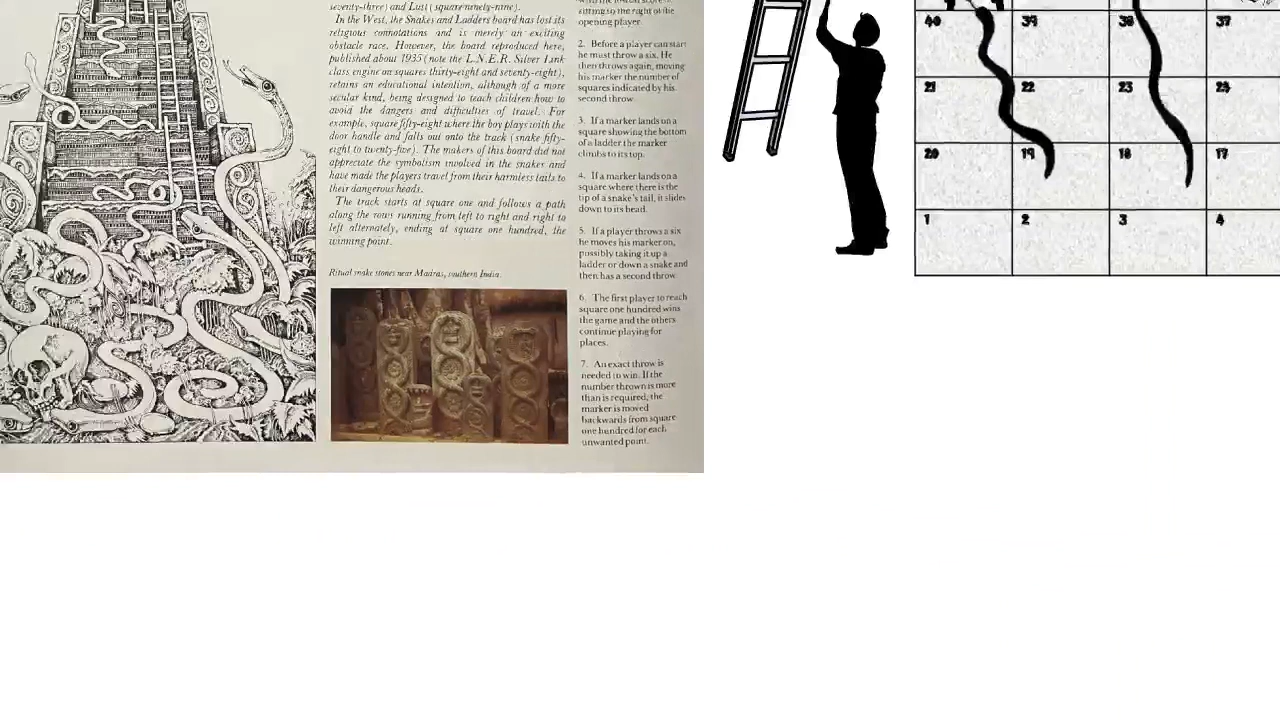 seventy-three) and Lust (square ninety-nine).
In the West, the Snakes and Ladders board has lost its
religious connotations and is merely an exciting
obstacle race. However, the board reproduced here,
published about 1935 (note the L.N.E.R. Silver Link
class engine on squares thirty-eight and seventy-eight),
retains an educational intention, although of a more
secular kind, being designed to teach children how to
avoid the dangers and difficulties of travel. For
example, square fifty-eight where the boy plays with the
door handle and falls out onto the track (snake fifty-
eight to twenty-five). The makers of this board did not
appreciate the symbolism involved in the snakes and
have made the players travel from their harmless tails to
their dangerous heads.
The track starts at square one and follows a path
along the rows running from left to right and right to
left alternately, ending at square one hundred, the
winning point.
Ritual snake stones near Madras, southern India.
sitting to the right of the
opening player.
2. Before a player can start
he must throw a six. He
then throws again, moving
his marker the number of
squares indicated by his
second throw.
3. If a marker lands on a
square showing the bottom
of a ladder the marker
climbs to its top.
4. If a marker lands on a
square where there is the
tip of a snake's tail, it slides
down to its head.
5. If a player throws a six
he moves his marker on,
possibly taking it up a
ladder or down a snake and
then has a second throw.
6. The first player to reach
square one hundred wins
the game and the others
continue playing for
places.
7. An exact throw is
needed to win. If the
number thrown is more
than is required, the
marker is moved
backwards from square
one hundred for each
unwanted point.
40 39 38 37
21 22 23 24
20 19 18 17
1 2 3 4